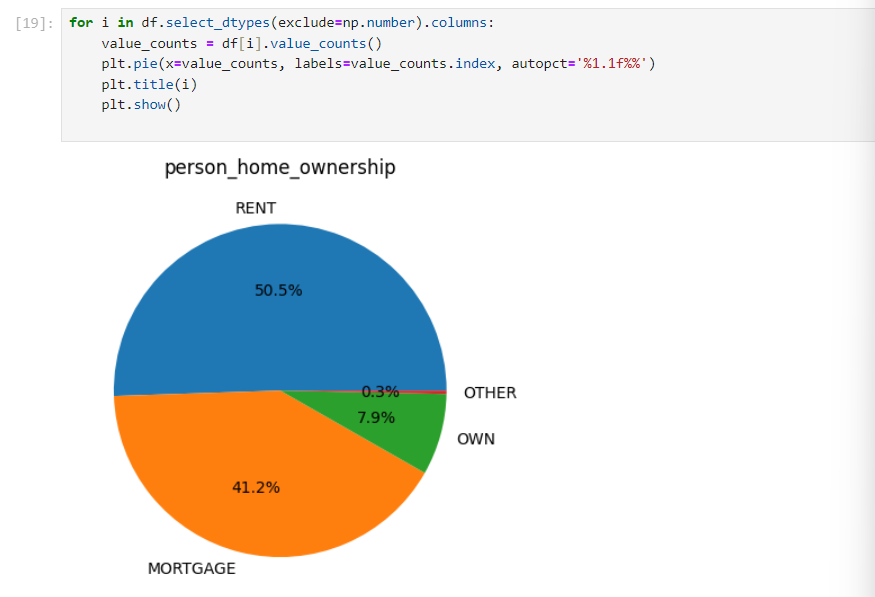 [19]: for i in df.select_dtypes(exclude=np.number).columns:
    value_counts = df[i].value_counts()
    plt.pie(x=value_counts, labels=value_counts.index, autopct='%1.1f%%')
    plt.title(i)
    plt.show()
person_home_ownership
RENT
50.5%
0.3%
OTHER
7.9%
OWN
41.2%
MORTGAGE